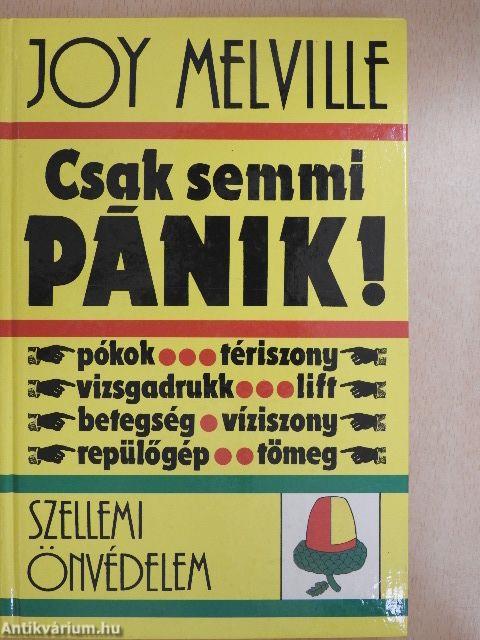 JOY MELVILLE
Csak semmi
PÁNIK!
pókok ●●● tériszony
vizsgadrukk ●●● lift
betegség ● víziszony
repülőgép ●● tömeg
SZELLEMI
ÖNVÉDELEM
Antikvárium.hu